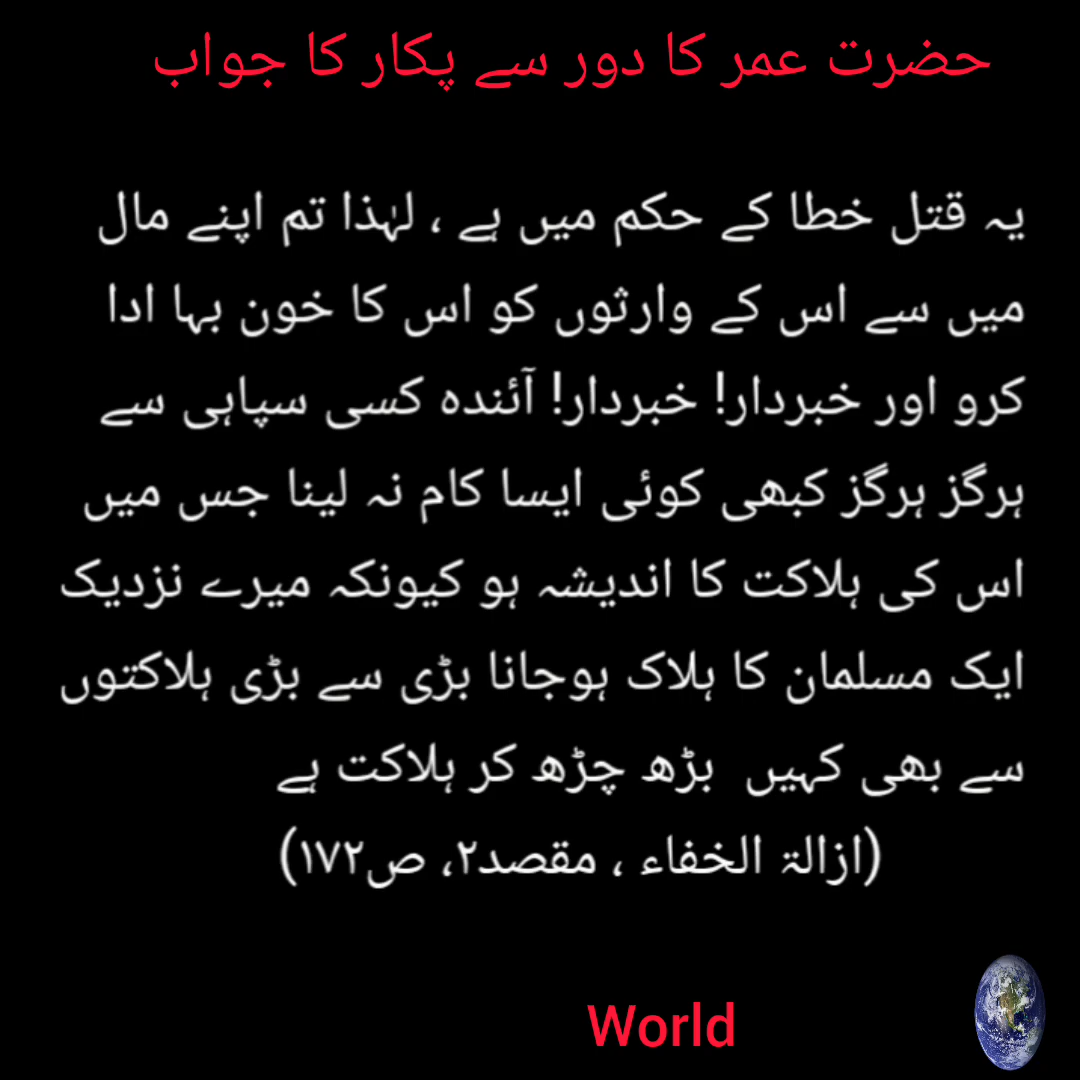 حضرت عمر کا دور سے پکار کا جواب
یہ قتل خطا کے حکم میں ہے ، لہٰذا تم اپنے مال
میں سے اس کے وارثوں کو اس کا خون بہا ادا
کرو اور خبردار! خبردار! آئندہ کسی سپاہی سے
ہرگز ہرگز کبھی کوئی ایسا کام نہ لینا جس میں
اس کی ہلاکت کا اندیشہ ہو کیونکہ میرے نزدیک
ایک مسلمان کا ہلاک ہوجانا بڑی سے بڑی ہلاکتوں
سے بھی کہیں بڑھ چڑھ کر ہلاکت ہے
(ازالۃ الخفاء ، مقصد۲، ص۱۷۲)
World